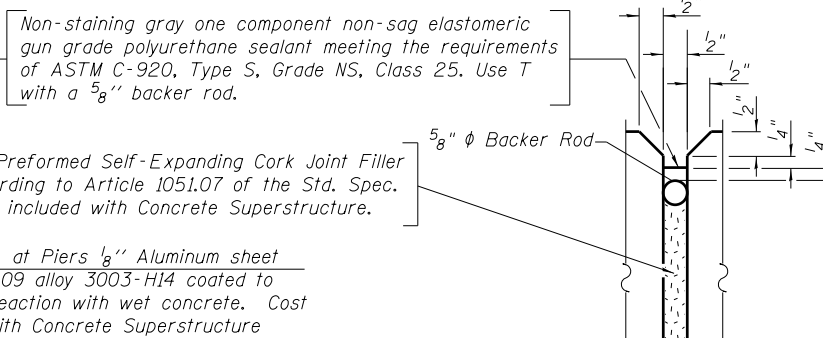 Non-staining gray one component non-sag elastomeric
gun grade polyurethane sealant meeting the requirements
of ASTM C-920, Type S, Grade NS, Class 25. Use T
with a 5/8'' backer rod.
5/8" ϕ Backer Rod
Preformed Self-Expanding Cork Joint Filler
rding to Article 1051.07 of the Std. Spec.
included with Concrete Superstructure.
at Piers 1/8'' Aluminum sheet
09 alloy 3003-H14 coated to
eaction with wet concrete. Cost
ith Concrete Superstructure
2
1/2"
1/2"
1/2"
1/4"
1/4"